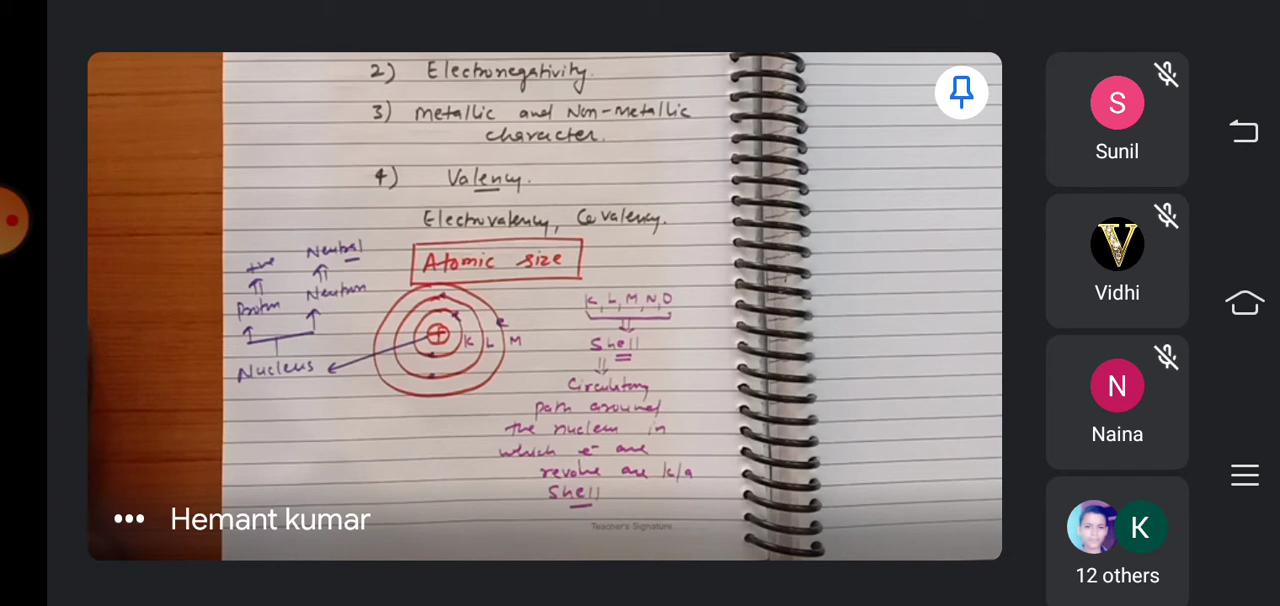 2) Electronegativity.
3) Metallic and Non-metallic
character.
4) Valency.
Electrovalency, Covalency.
Atomic size
+ve
Neutral
Proton
Neutron
Nucleus
+
K L M
e
K, L, M, N, O
Shell
Circulatory
path around
the nucleus in
which e- are
revolve are k/a
Shell
Teacher's Signature
Hemant kumar
S
Sunil
V
Vidhi
N
Naina
K
12 others